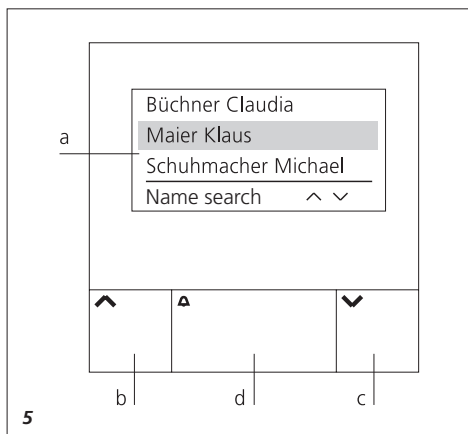 Büchner Claudia
Maier Klaus
a
Schuhmacher Michael
Name search
b
d
c
5